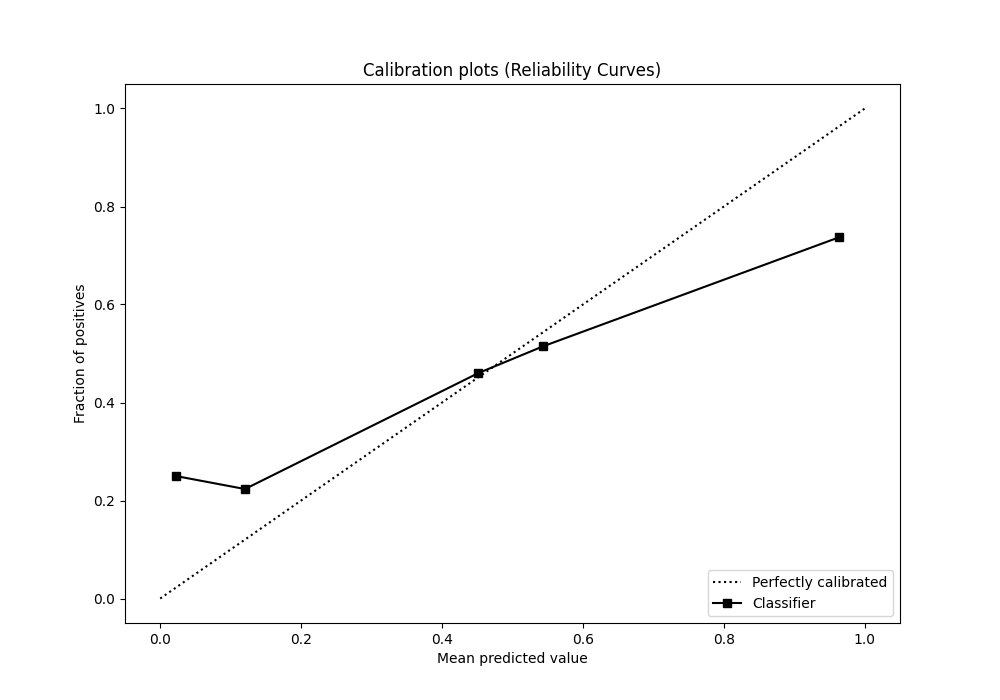 Calibration plots (Reliability Curves)
1.0
0.8
0.6
0.4
0.2
0.0
Fraction of positives
Perfectly calibrated
Classifier
0.0 0.2 0.4 0.6 0.8 1.0
Mean predicted value